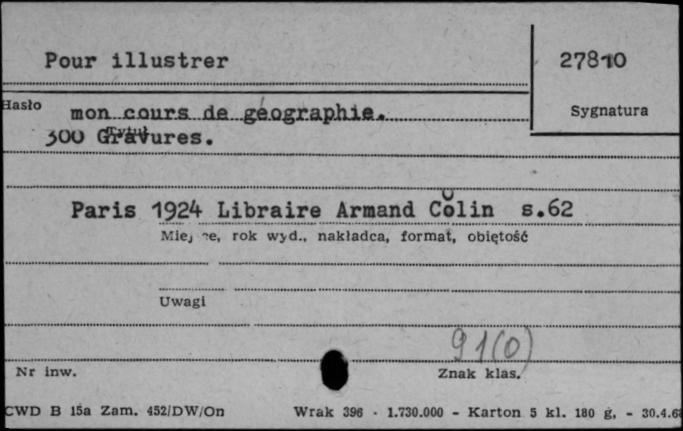 Pour illustrer
27810
Hasło
mon cours de géographie.
Sygnatura
Tytuł
300 Gravures.
Paris 1924 Libraire Armand Colin s.62
Miejsce, rok wyd., nakładca, format, objętość
Uwagi
91(0)
Nr inw.
Znak klas.
CWD B 15a Zam. 452/DW/On
Wrak 396 - 1.730.000 - Karton 5 kl. 180 g, - 30.4.68